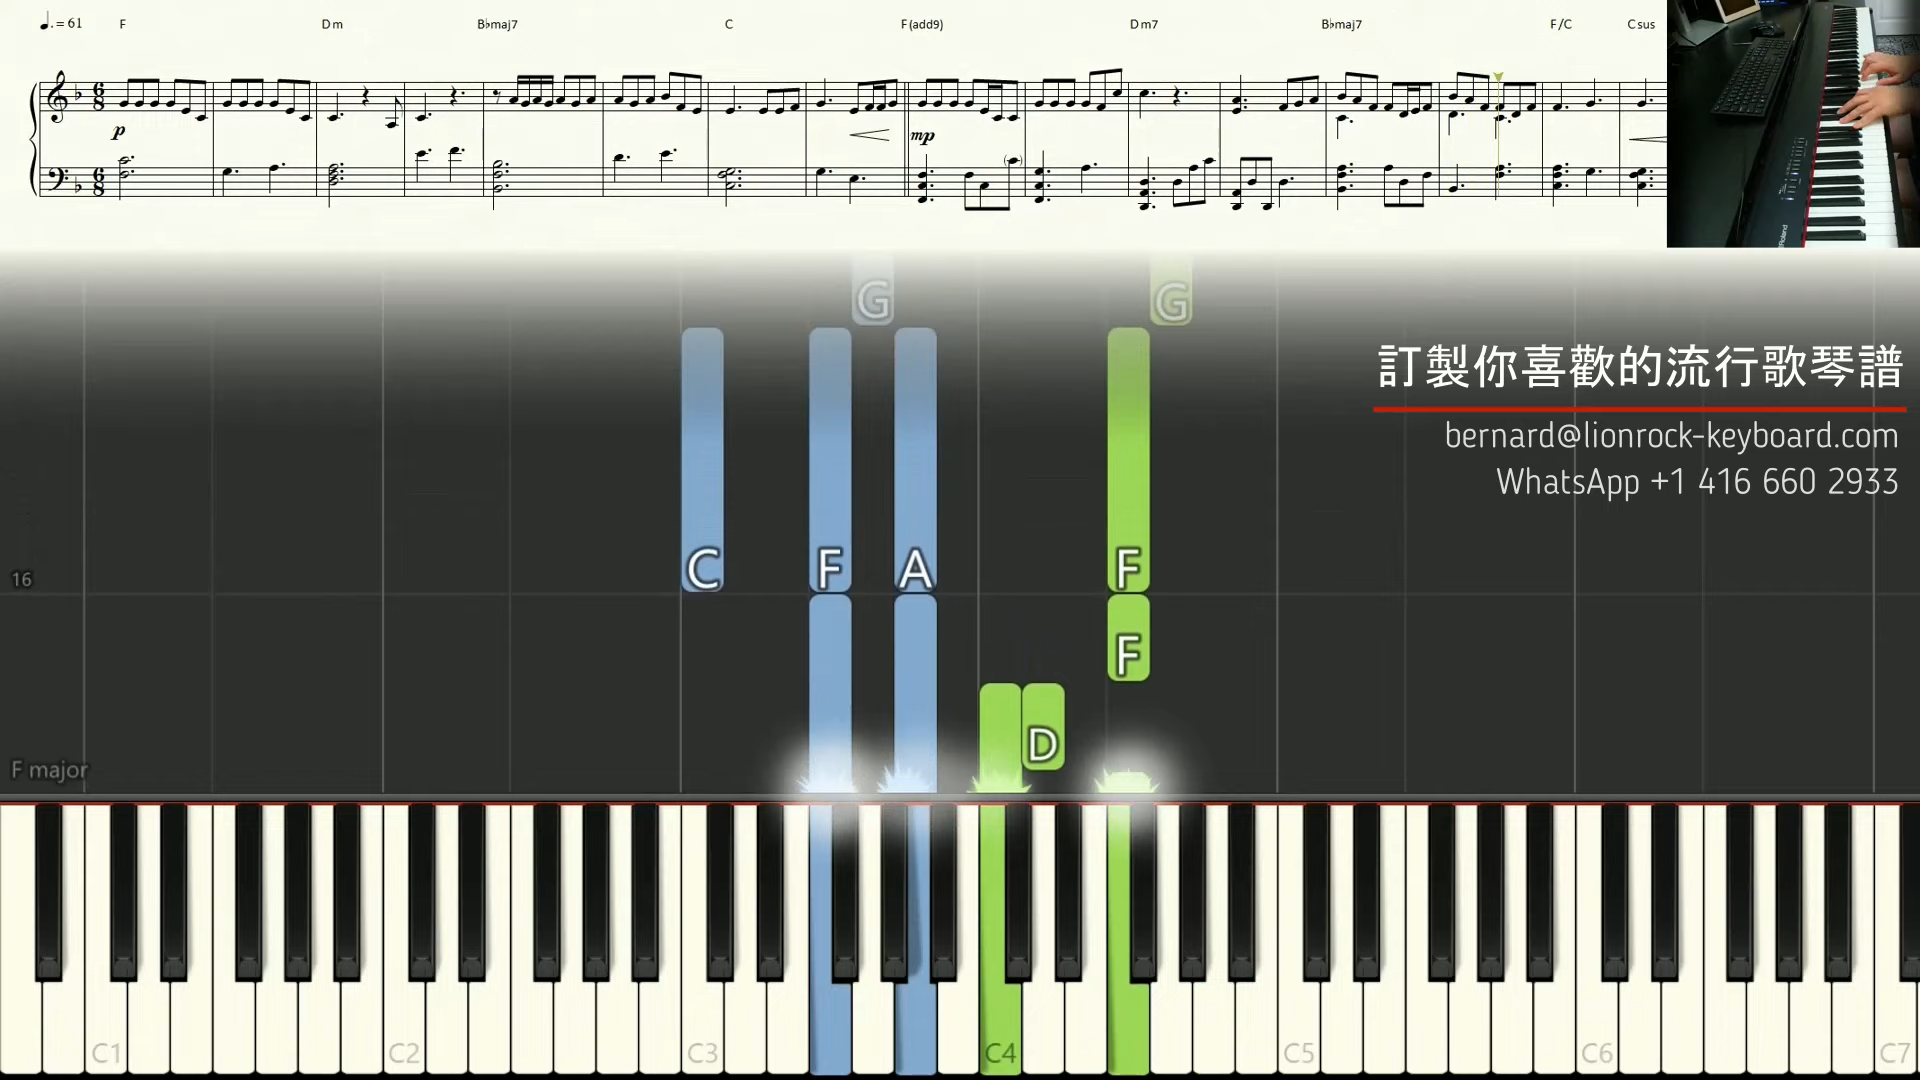 ♩. = 61 F Dm B♭maj7 C F(add9) Dm7 B♭maj7 F/C Csus
p mp
G G
訂製你喜歡的流行歌琴譜
bernard@lionrock-keyboard.com
WhatsApp +1 416 660 2933
C F A F
16
F
D
F major
C1 C2 C3 C4 C5 C6 C7